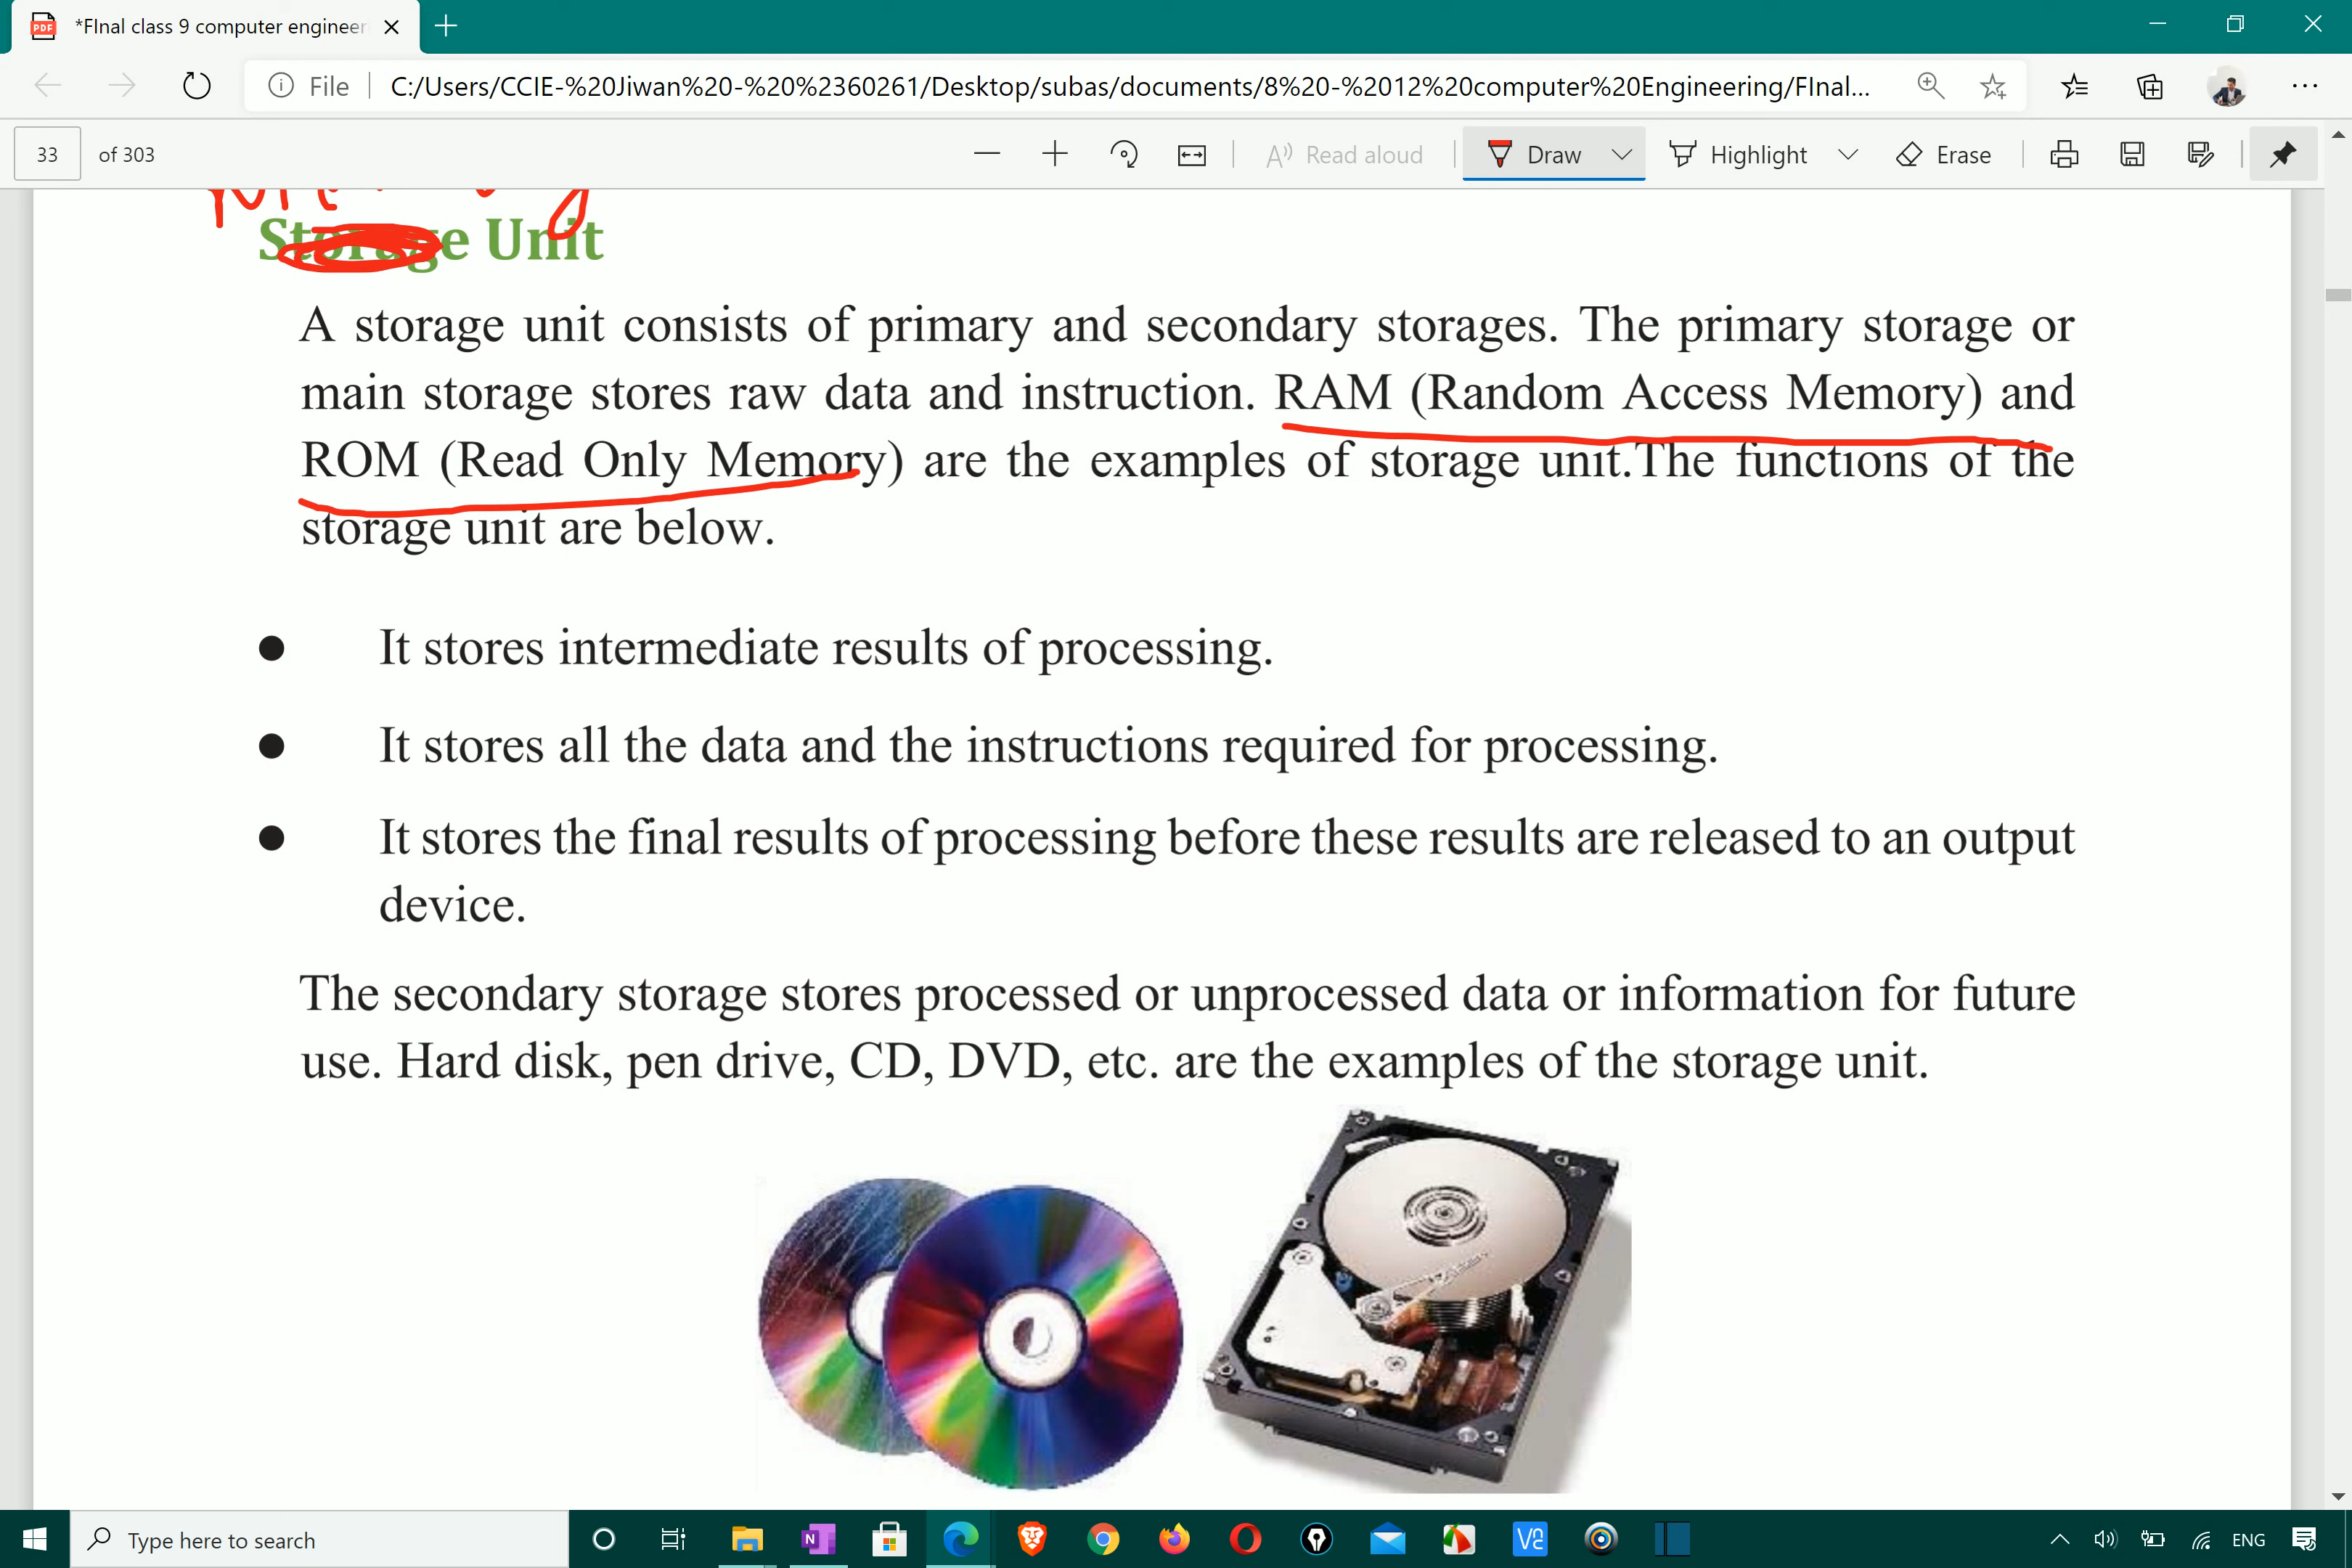 *FInal class 9 computer engineer
File
C:/Users/CCIE-%20Jiwan%20-%20%2360261/Desktop/subas/documents/8%20-%2012%20computer%20Engineering/FInal...
33 of 303
Read aloud
Draw
Highlight
Erase
Storage Unit
A storage unit consists of primary and secondary storages. The primary storage or
main storage stores raw data and instruction. RAM (Random Access Memory) and
ROM (Read Only Memory) are the examples of storage unit.The functions of the
storage unit are below.
● It stores intermediate results of processing.
● It stores all the data and the instructions required for processing.
● It stores the final results of processing before these results are released to an output
device.
The secondary storage stores processed or unprocessed data or information for future
use. Hard disk, pen drive, CD, DVD, etc. are the examples of the storage unit.
Type here to search
ENG